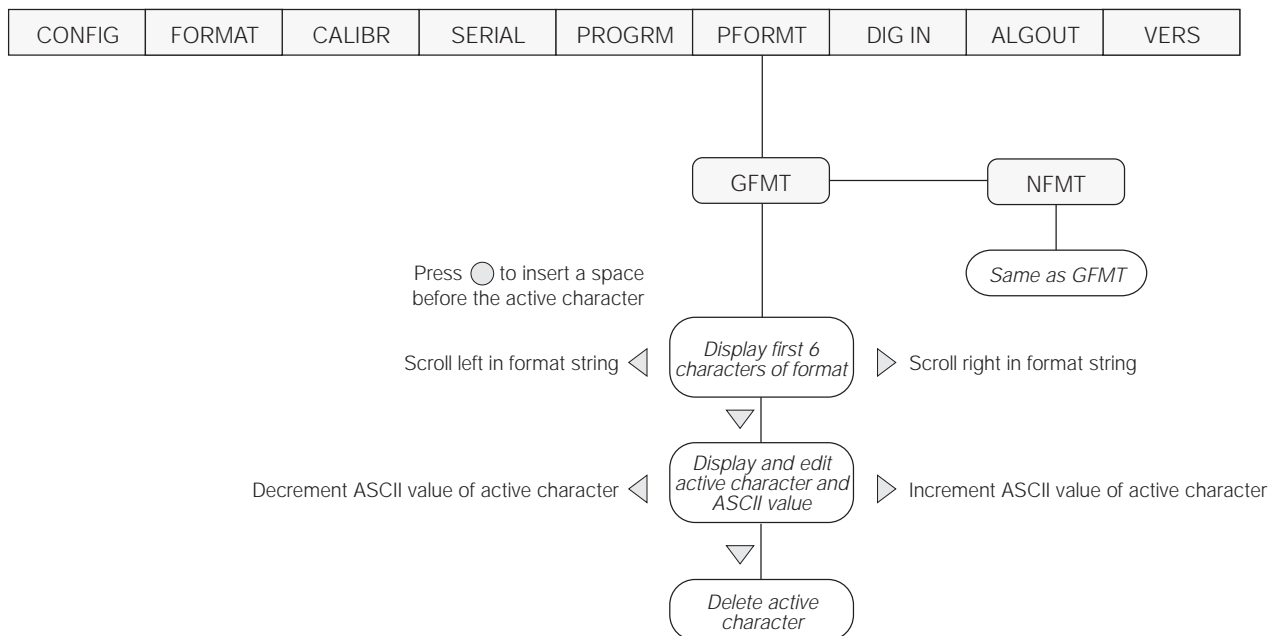 CONFIG FORMAT CALIBR SERIAL PROGRM PFORMT DIG IN ALGOUT VERS
GFMT NFMT
Same as GFMT
Press to insert a space
before the active character
Display first 6
characters of format
Scroll left in format string
Scroll right in format string
Display and edit
active character and
ASCII value
Decrement ASCII value of active character
Increment ASCII value of active character
Delete active
character